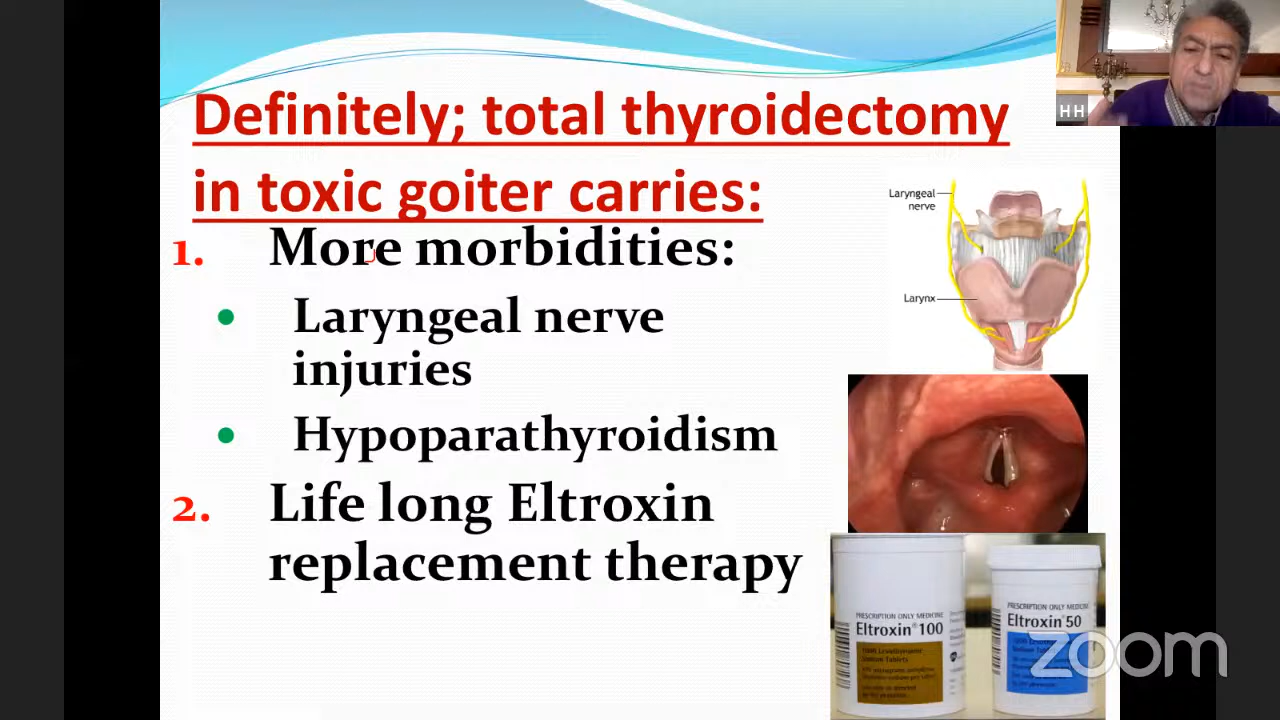 HH
Definitely; total thyroidectomy
in toxic goiter carries:
1. More morbidities:
• Laryngeal nerve
injuries
• Hypoparathyroidism
2. Life long Eltroxin
replacement therapy
Laryngeal
nerve
Larynx
PRESCRIPTION ONLY MEDICINE
Eltroxin® 100
PRESCRIPTION ONLY MEDICINE
Eltroxin® 50
zoom